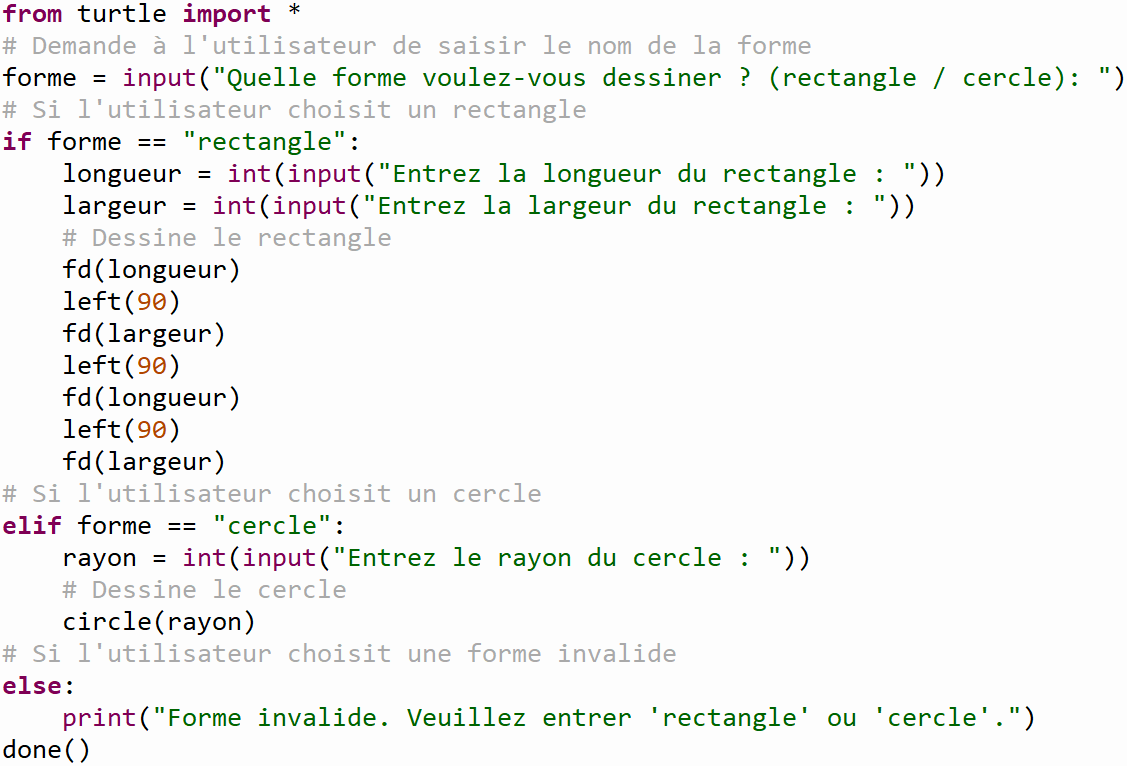 from turtle import *
# Demande à l'utilisateur de saisir le nom de la forme
forme = input("Quelle forme voulez-vous dessiner ? (rectangle / cercle): ")
# Si l'utilisateur choisit un rectangle
if forme == "rectangle":
    longueur = int(input("Entrez la longueur du rectangle : "))
    largeur = int(input("Entrez la largeur du rectangle : "))
    # Dessine le rectangle
    fd(longueur)
    left(90)
    fd(largeur)
    left(90)
    fd(longueur)
    left(90)
    fd(largeur)
# Si l'utilisateur choisit un cercle
elif forme == "cercle":
    rayon = int(input("Entrez le rayon du cercle : "))
    # Dessine le cercle
    circle(rayon)
# Si l'utilisateur choisit une forme invalide
else:
    print("Forme invalide. Veuillez entrer 'rectangle' ou 'cercle'.")
done()